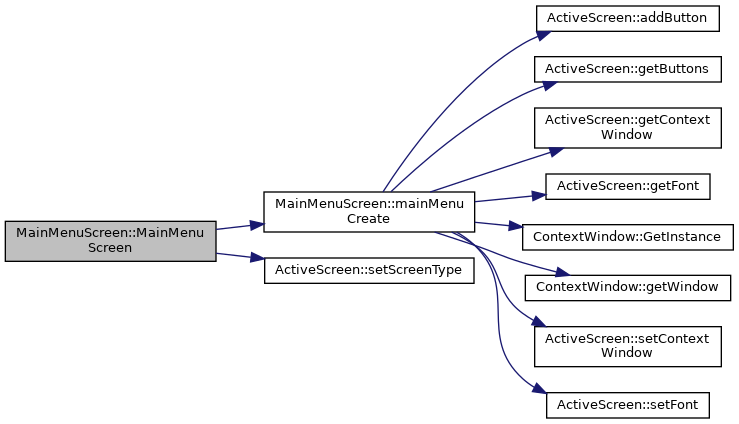 MainMenuScreen::MainMenu
Screen
MainMenuScreen::mainMenu
Create
ActiveScreen::setScreenType
ActiveScreen::addButton
ActiveScreen::getButtons
ActiveScreen::getContext
Window
ActiveScreen::getFont
ContextWindow::GetInstance
ContextWindow::getWindow
ActiveScreen::setContext
Window
ActiveScreen::setFont